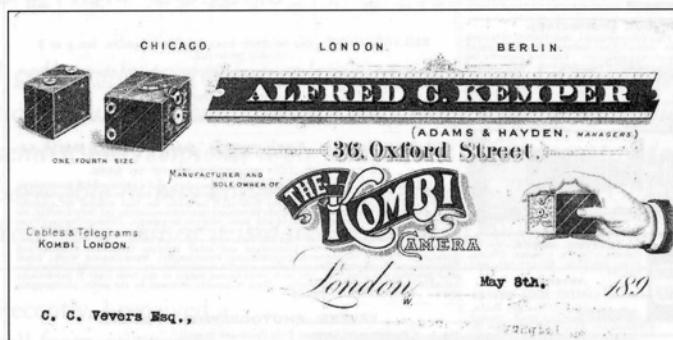 CHICAGO. LONDON. BERLIN.
ALFRED C. KEMPER
(ADAMS & HAYDEN, MANAGERS)
ONE FOURTH SIZE
36. Oxford Street.
MANUFACTURER AND
SOLE OWNER OF
THE KOMBI
CAMERA
Cables & Telegrams
KOMBI, LONDON.
London, W. May 8th. 189
C. C. Vevers Esq.,